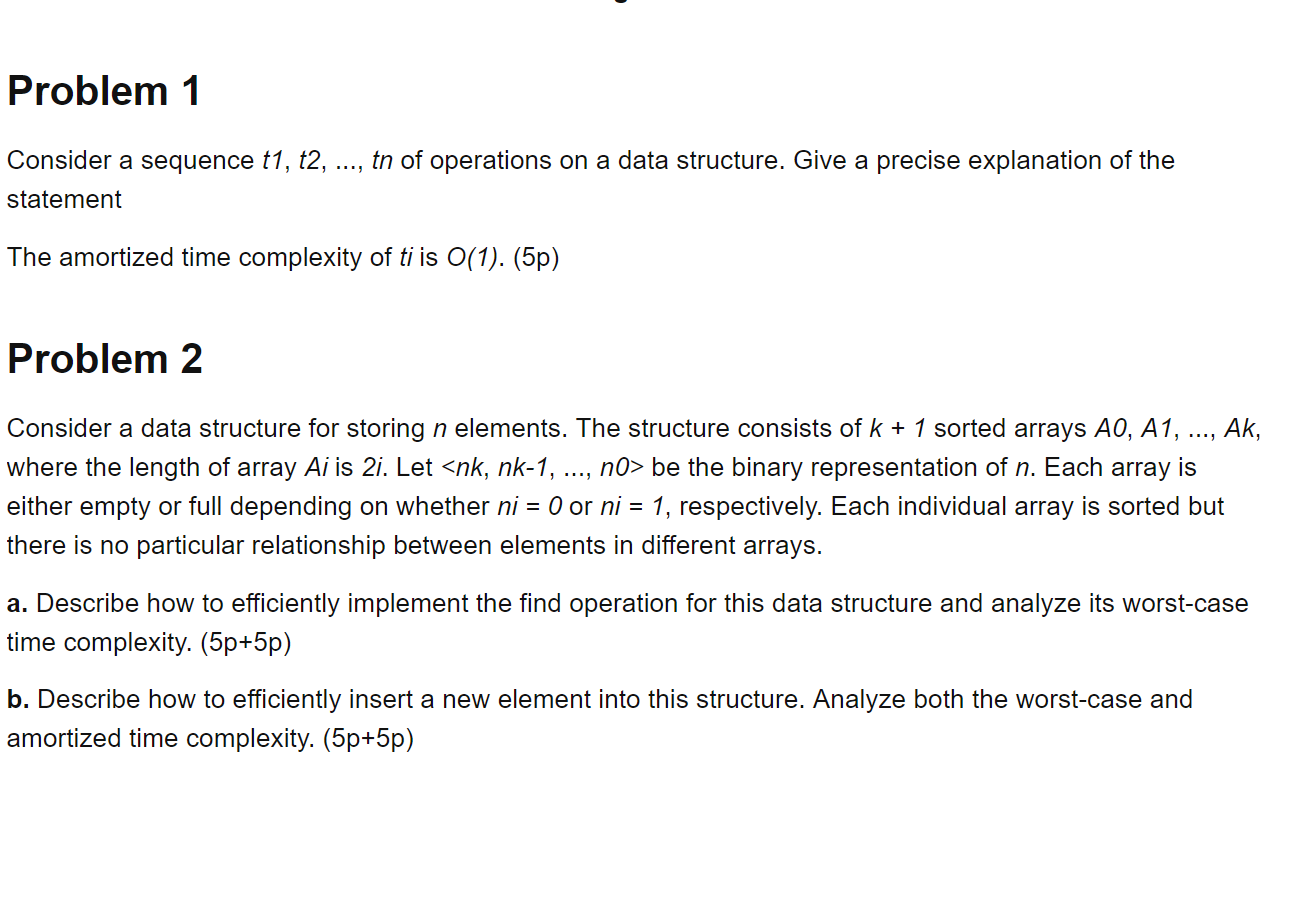 Problem 1
Consider a sequence t1, t2, ..., tn of operations on a data structure. Give a precise explanation of the
statement
The amortized time complexity of ti is O(1). (5p)
Problem 2
Consider a data structure for storing n elements. The structure consists of k + 1 sorted arrays A0, A1, ..., Ak,
where the length of array Ai is 2i. Let <nk, nk-1, ..., n0> be the binary representation of n. Each array is
either empty or full depending on whether ni = 0 or ni = 1, respectively. Each individual array is sorted but
there is no particular relationship between elements in different arrays.
a. Describe how to efficiently implement the find operation for this data structure and analyze its worst-case
time complexity. (5p+5p)
b. Describe how to efficiently insert a new element into this structure. Analyze both the worst-case and
amortized time complexity. (5p+5p)